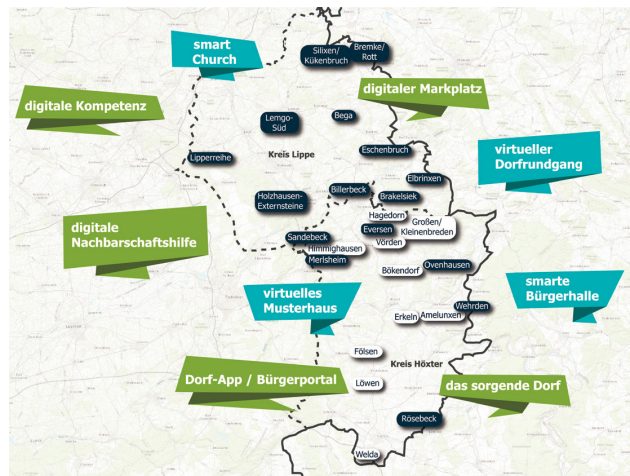 smart
Church
Silixen/
Kükenbruch
Bremke/
Rott
digitale Kompetenz
digitaler Markplatz
Lemgo-
Süd
Bega
Kreis Lippe
Lipperreihe
Eschenbruch
virtueller
Dorfrundgang
Elbrinxen
Billerbeck
Brakelsiek
Holzhausen-
Externsteine
Hagedorn
Großen/
Kleinenbreden
digitale
Nachbarschaftshilfe
Sandebeck
Eversen
Vörden
Himmighausen
Merlsheim
Bökendorf
Ovenhausen
virtuelles
Musterhaus
smarte
Bürgerhalle
Wehrden
Erkeln
Amelunxen
Fölsen
Kreis Höxter
Dorf-App / Bürgerportal
Löwen
das sorgende Dorf
Rösebeck
Welda